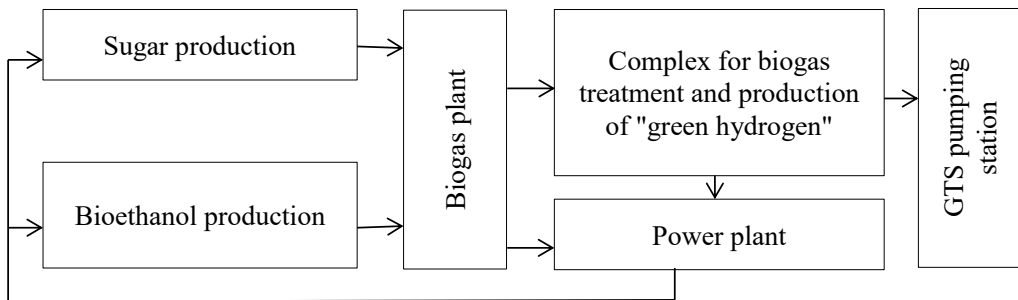 Sugar production
Bioethanol production
Biogas plant
Complex for biogas
treatment and production
of "green hydrogen"
Power plant
GTS pumping
station